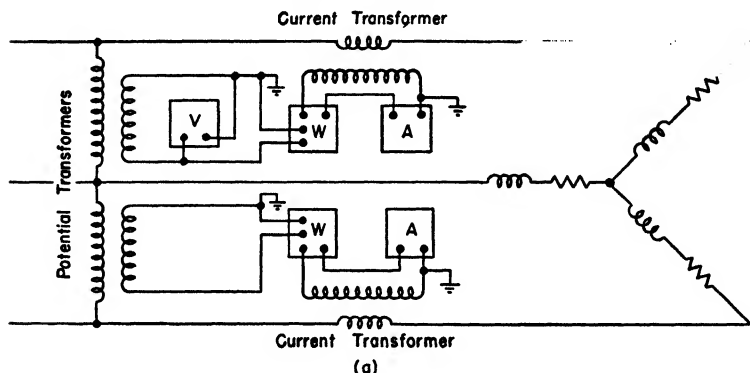 Current Transformer
Potential Transformers
V
W
A
W
A
Current Transformer
(a)